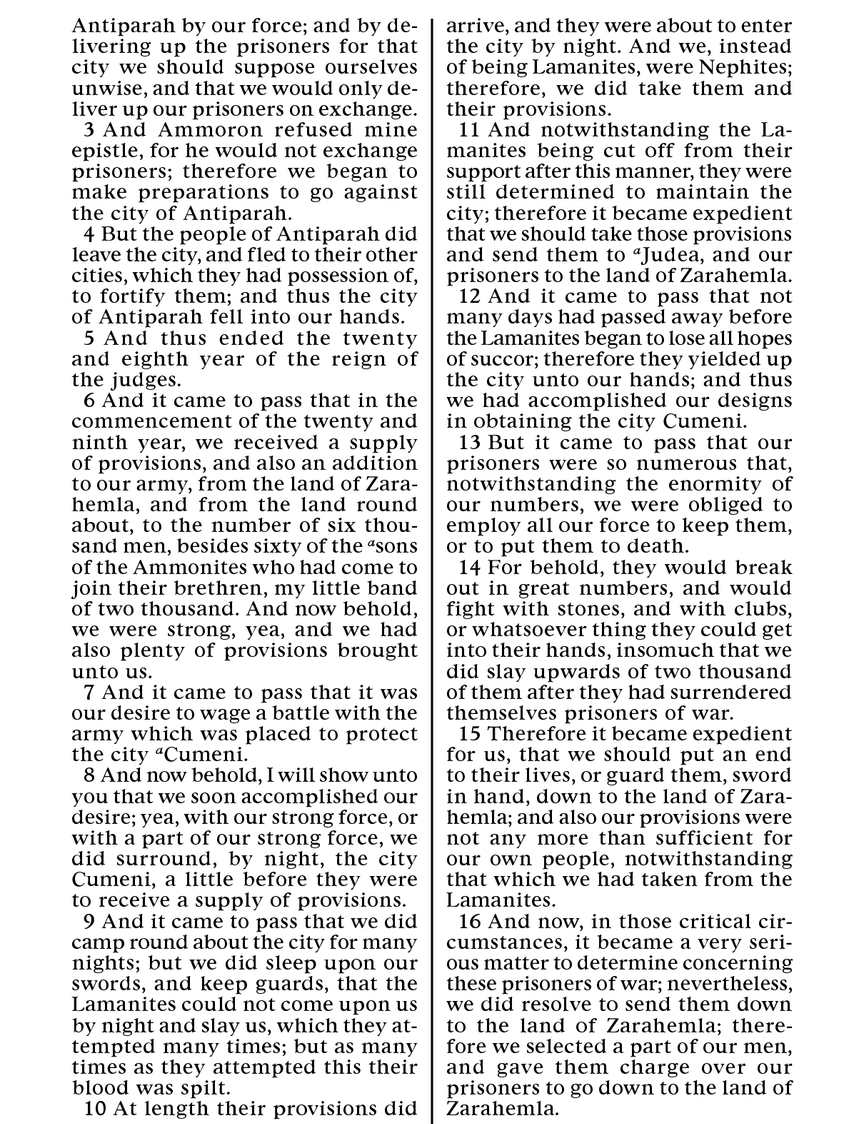 Antiparah by our force; and by de-
livering up the prisoners for that
city we should suppose ourselves
unwise, and that we would only de-
liver up our prisoners on exchange.
3 And Ammoron refused mine
epistle, for he would not exchange
prisoners; therefore we began to
make preparations to go against
the city of Antiparah.
4 But the people of Antiparah did
leave the city, and fled to their other
cities, which they had possession of,
to fortify them; and thus the city
of Antiparah fell into our hands.
5 And thus ended the twenty
and eighth year of the reign of
the judges.
6 And it came to pass that in the
commencement of the twenty and
ninth year, we received a supply
of provisions, and also an addition
to our army, from the land of Zara-
hemla, and from the land round
about, to the number of six thou-
sand men, besides sixty of the asons
of the Ammonites who had come to
join their brethren, my little band
of two thousand. And now behold,
we were strong, yea, and we had
also plenty of provisions brought
unto us.
7 And it came to pass that it was
our desire to wage a battle with the
army which was placed to protect
the city aCumeni.
8 And now behold, I will show unto
you that we soon accomplished our
desire; yea, with our strong force, or
with a part of our strong force, we
did surround, by night, the city
Cumeni, a little before they were
to receive a supply of provisions.
9 And it came to pass that we did
camp round about the city for many
nights; but we did sleep upon our
swords, and keep guards, that the
Lamanites could not come upon us
by night and slay us, which they at-
tempted many times; but as many
times as they attempted this their
blood was spilt.
10 At length their provisions did
arrive, and they were about to enter
the city by night. And we, instead
of being Lamanites, were Nephites;
therefore, we did take them and
their provisions.
11 And notwithstanding the La-
manites being cut off from their
support after this manner, they were
still determined to maintain the
city; therefore it became expedient
that we should take those provisions
and send them to aJudea, and our
prisoners to the land of Zarahemla.
12 And it came to pass that not
many days had passed away before
the Lamanites began to lose all hopes
of succor; therefore they yielded up
the city unto our hands; and thus
we had accomplished our designs
in obtaining the city Cumeni.
13 But it came to pass that our
prisoners were so numerous that,
notwithstanding the enormity of
our numbers, we were obliged to
employ all our force to keep them,
or to put them to death.
14 For behold, they would break
out in great numbers, and would
fight with stones, and with clubs,
or whatsoever thing they could get
into their hands, insomuch that we
did slay upwards of two thousand
of them after they had surrendered
themselves prisoners of war.
15 Therefore it became expedient
for us, that we should put an end
to their lives, or guard them, sword
in hand, down to the land of Zara-
hemla; and also our provisions were
not any more than sufficient for
our own people, notwithstanding
that which we had taken from the
Lamanites.
16 And now, in those critical cir-
cumstances, it became a very seri-
ous matter to determine concerning
these prisoners of war; nevertheless,
we did resolve to send them down
to the land of Zarahemla; there-
fore we selected a part of our men,
and gave them charge over our
prisoners to go down to the land of
Zarahemla.